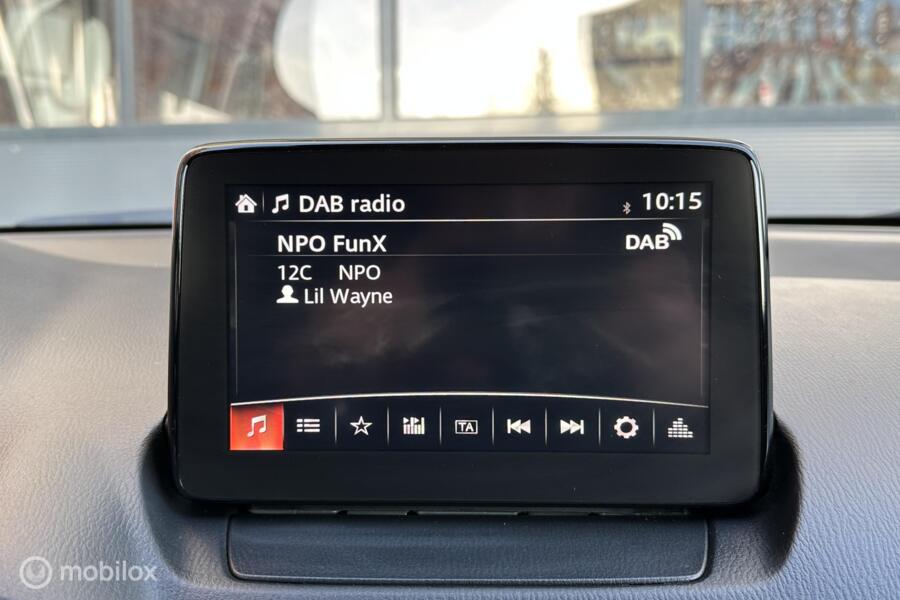 DAB radio 10:15
NPO FunX DAB
12C NPO
Lil Wayne
TA
mobilox